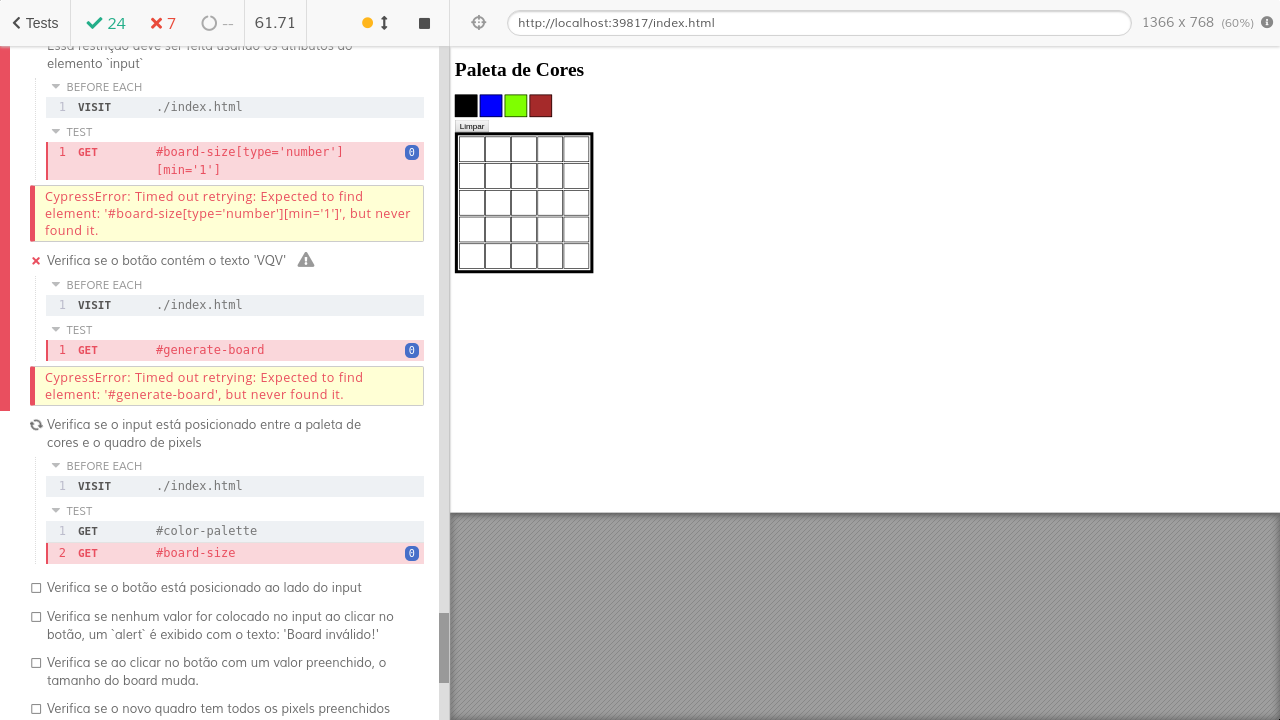 Tests
24
7
--
61.71
http://localhost:39817/index.html
1366 x 768 (60%)
Essa restrição deve ser feita usando os atributos do
elemento `input`
BEFORE EACH
1 VISIT ./index.html
TEST
1 GET #board-size[type='number']
[min='1']
0
CypressError: Timed out retrying: Expected to find
element: '#board-size[type='number'][min='1']', but never
found it.
Verifica se o botão contém o texto 'VQV'
BEFORE EACH
1 VISIT ./index.html
TEST
1 GET #generate-board 0
CypressError: Timed out retrying: Expected to find
element: '#generate-board', but never found it.
Verifica se o input está posicionado entre a paleta de
cores e o quadro de pixels
BEFORE EACH
1 VISIT ./index.html
TEST
1 GET #color-palette
2 GET #board-size 0
Verifica se o botão está posicionado ao lado do input
Verifica se nenhum valor for colocado no input ao clicar no
botão, um `alert` é exibido com o texto: 'Board inválido!'
Verifica se ao clicar no botão com um valor preenchido, o
tamanho do board muda.
Verifica se o novo quadro tem todos os pixels preenchidos
Paleta de Cores
Limpar